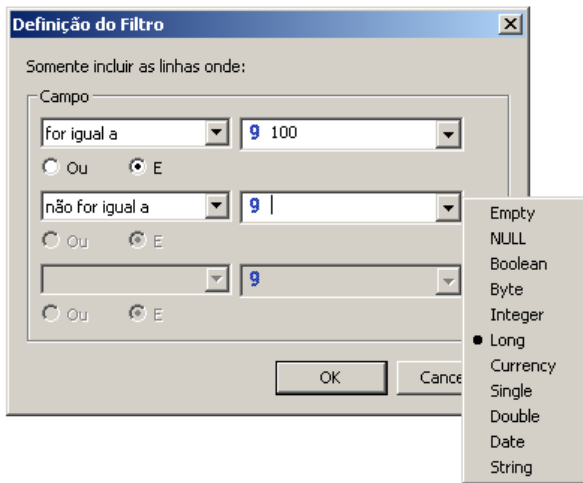 Definição do Filtro
Somente incluir as linhas onde:
Campo
for igual a 9 100
Ou E
não for igual a 9
Ou E
9
Ou E
OK Cance
Empty
NULL
Boolean
Byte
Integer
Long
Currency
Single
Double
Date
String